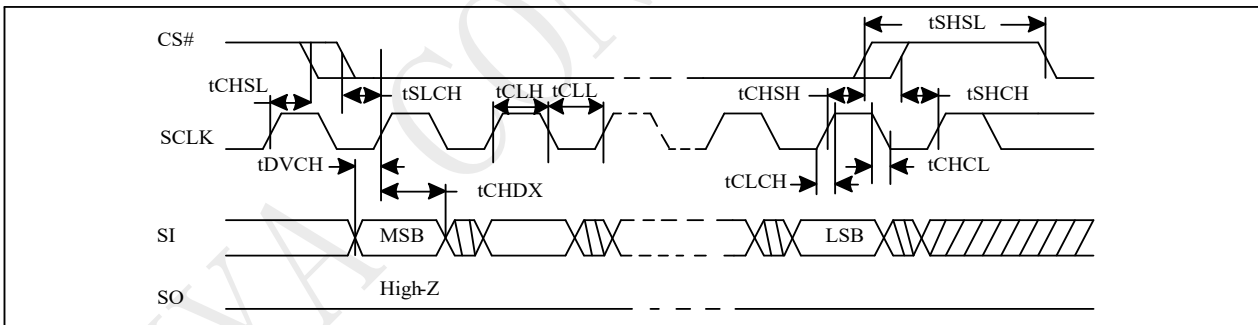 tSHSL
CS#
tCHSL
tSLCH
tCLH
tCLL
tCHSH
tSHCH
SCLK
tDVCH
tCHDX
tCLCH
tCHCL
SI
MSB
LSB
SO
High-Z